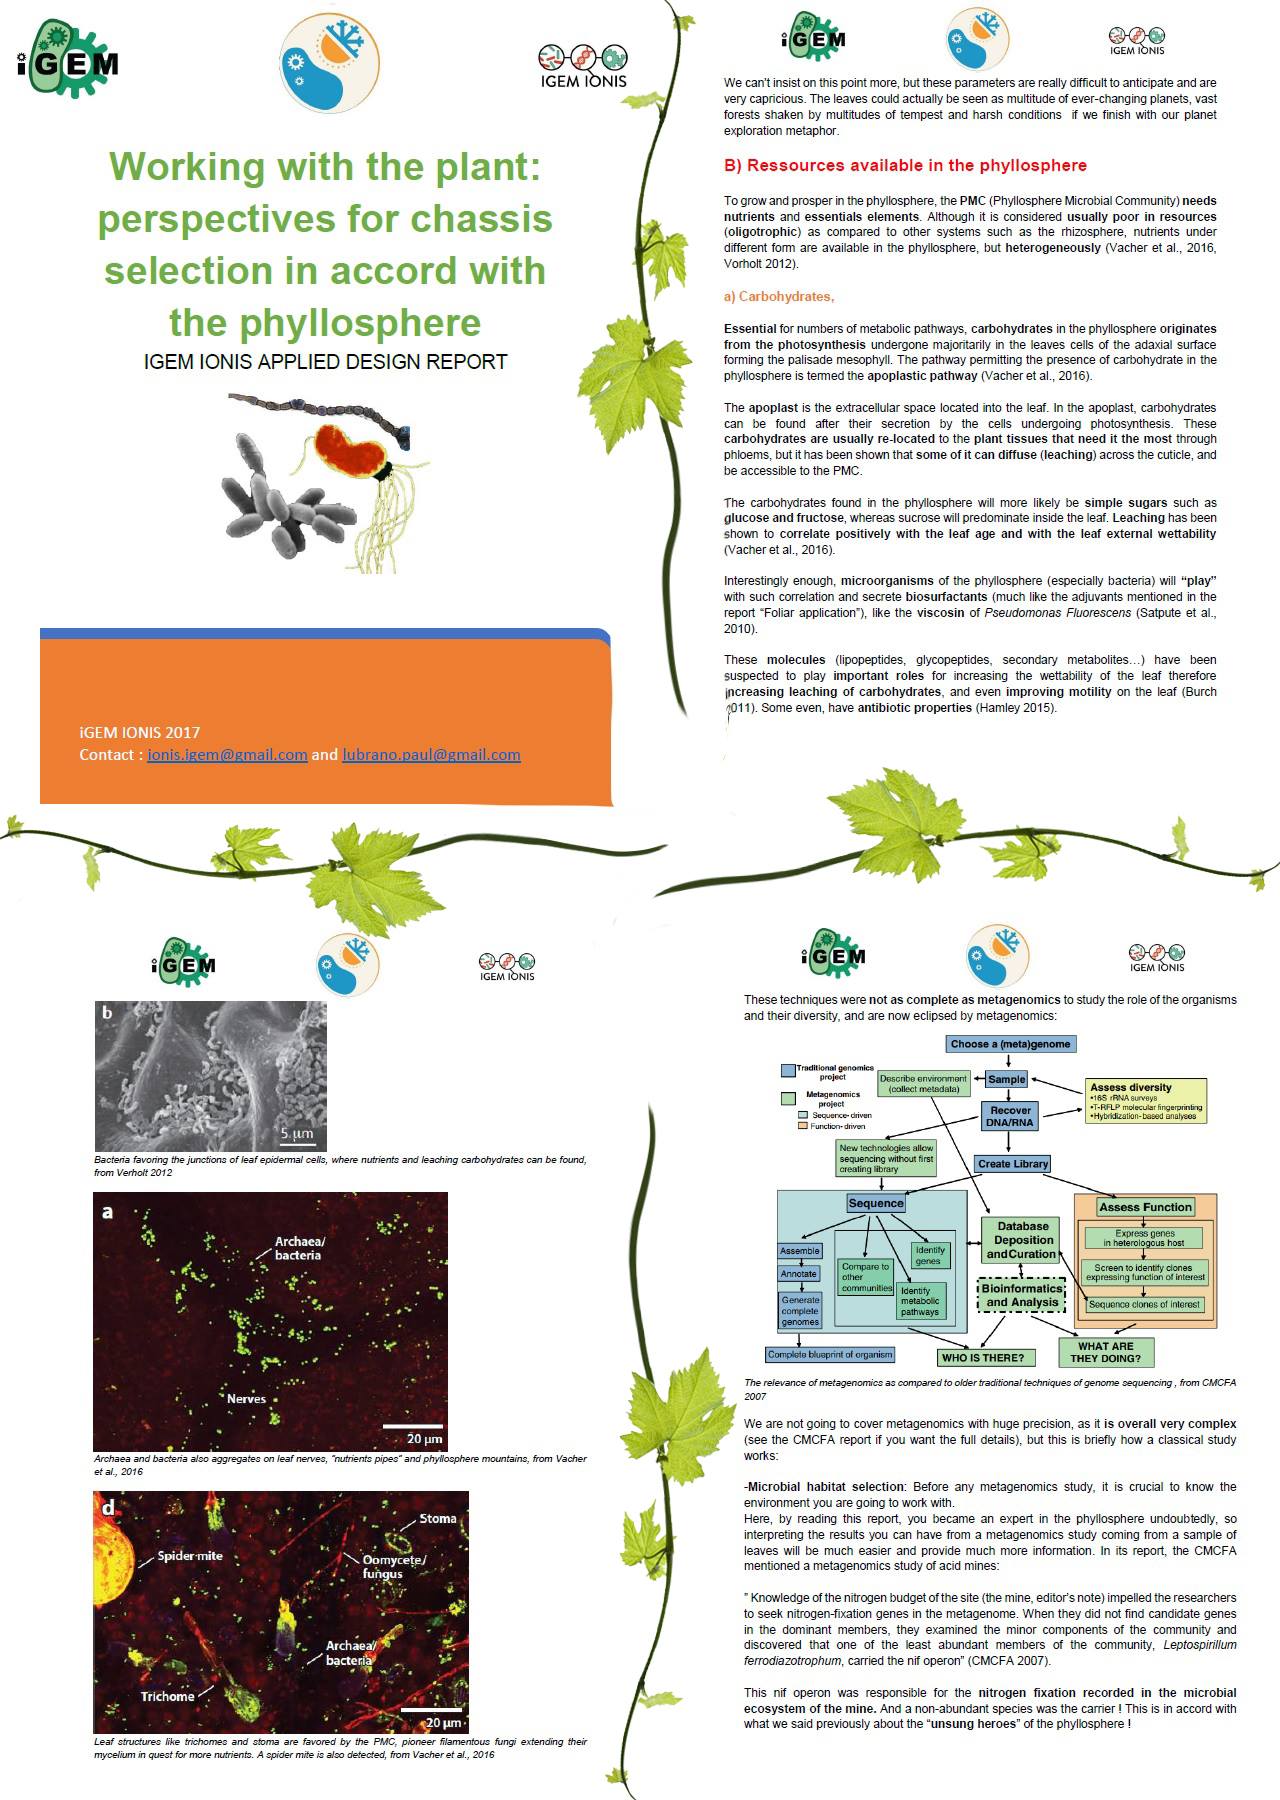 iGEM
IGEM IONIS
Working with the plant:
perspectives for chassis
selection in accord with
the phyllosphere
IGEM IONIS APPLIED DESIGN REPORT
iGEM IONIS 2017
Contact : ionis.igem@gmail.com and lubrano.paul@gmail.com
iGEM
IGEM IONIS
We can't insist on this point more, but these parameters are really difficult to anticipate and are
very capricious. The leaves could actually be seen as multitude of ever-changing planets, vast
forests shaken by multitudes of tempest and harsh conditions if we finish with our planet
exploration metaphor.
B) Ressources available in the phyllosphere
To grow and prosper in the phyllosphere, the PMC (Phyllosphere Microbial Community) needs
nutrients and essentials elements. Although it is considered usually poor in resources
(oligotrophic) as compared to other systems such as the rhizosphere, nutrients under
different form are available in the phyllosphere, but heterogeneously (Vacher et al., 2016,
Vorholt 2012).
a) Carbohydrates,
Essential for numbers of metabolic pathways, carbohydrates in the phyllosphere originates
from the photosynthesis undergone majoritarily in the leaves cells of the adaxial surface
forming the palisade mesophyll. The pathway permitting the presence of carbohydrate in the
phyllosphere is termed the apoplastic pathway (Vacher et al., 2016).
The apoplast is the extracellular space located into the leaf. In the apoplast, carbohydrates
can be found after their secretion by the cells undergoing photosynthesis. These
carbohydrates are usually re-located to the plant tissues that need it the most through
phloems, but it has been shown that some of it can diffuse (leaching) across the cuticle, and
be accessible to the PMC.
The carbohydrates found in the phyllosphere will more likely be simple sugars such as
glucose and fructose, whereas sucrose will predominate inside the leaf. Leaching has been
shown to correlate positively with the leaf age and with the leaf external wettability
(Vacher et al., 2016).
Interestingly enough, microorganisms of the phyllosphere (especially bacteria) will “play”
with such correlation and secrete biosurfactants (much like the adjuvants mentioned in the
report “Foliar application”), like the viscosin of Pseudomonas Fluorescens (Satpute et al.,
2010).
These molecules (lipopeptides, glycopeptides, secondary metabolites…) have been
suspected to play important roles for increasing the wettability of the leaf therefore
increasing leaching of carbohydrates, and even improving motility on the leaf (Burch
2011). Some even, have antibiotic properties (Hamley 2015).
iGEM
IGEM IONIS
b
5 µm
Bacteria favoring the junctions of leaf epidermal cells, where nutrients and leaching carbohydrates can be found,
from Verholt 2012
a
Archaea/
bacteria
Nerves
20 µm
Archaea and bacteria also aggregates on leaf nerves, “nutrients pipes” and phyllosphere mountains, from Vacher
et al., 2016
d
Stoma
Spider mite
Oomycete/
fungus
Archaea/
bacteria
Trichome
20 µm
Leaf structures like trichomes and stoma are favored by the PMC, pioneer filamentous fungi extending their
mycelium in quest for more nutrients. A spider mite is also detected, from Vacher et al., 2016
iGEM
IGEM IONIS
These techniques were not as complete as metagenomics to study the role of the organisms
and their diversity, and are now eclipsed by metagenomics:
Choose a (meta)genome
Traditional genomics
project
Metagenomics
project
Sequence- driven
Function- driven
Describe environment
(collect metadata)
Sample
Assess diversity
•16S rRNA surveys
•T-RFLP molecular fingerprinting
•Hybridization-based analyses
Recover
DNA/RNA
New technologies allow
sequencing without first
creating library
Create Library
Sequence
Assess Function
Assemble
Annotate
Generate
complete
genomes
Compare to
other
communities
Identify
genes
Identify
metabolic
pathways
Database
Deposition
and Curation
Bioinformatics
and Analysis
Express genes
in heterologous host
Screen to identify clones
expressing function of interest
Sequence clones of interest
Complete blueprint of organism
WHO IS THERE?
WHAT ARE
THEY DOING?
The relevance of metagenomics as compared to older traditional techniques of genome sequencing , from CMCFA
2007
We are not going to cover metagenomics with huge precision, as it is overall very complex
(see the CMCFA report if you want the full details), but this is briefly how a classical study
works:
-Microbial habitat selection: Before any metagenomics study, it is crucial to know the
environment you are going to work with.
Here, by reading this report, you became an expert in the phyllosphere undoubtedly, so
interpreting the results you can have from a metagenomics study coming from a sample of
leaves will be much easier and provide much more information. In its report, the CMCFA
mentioned a metagenomics study of acid mines:
” Knowledge of the nitrogen budget of the site (the mine, editor's note) impelled the researchers
to seek nitrogen-fixation genes in the metagenome. When they did not find candidate genes
in the dominant members, they examined the minor components of the community and
discovered that one of the least abundant members of the community, Leptospirillum
ferrodiazotrophum, carried the nif operon” (CMCFA 2007).
This nif operon was responsible for the nitrogen fixation recorded in the microbial
ecosystem of the mine. And a non-abundant species was the carrier ! This is in accord with
what we said previously about the “unsung heroes” of the phyllosphere !